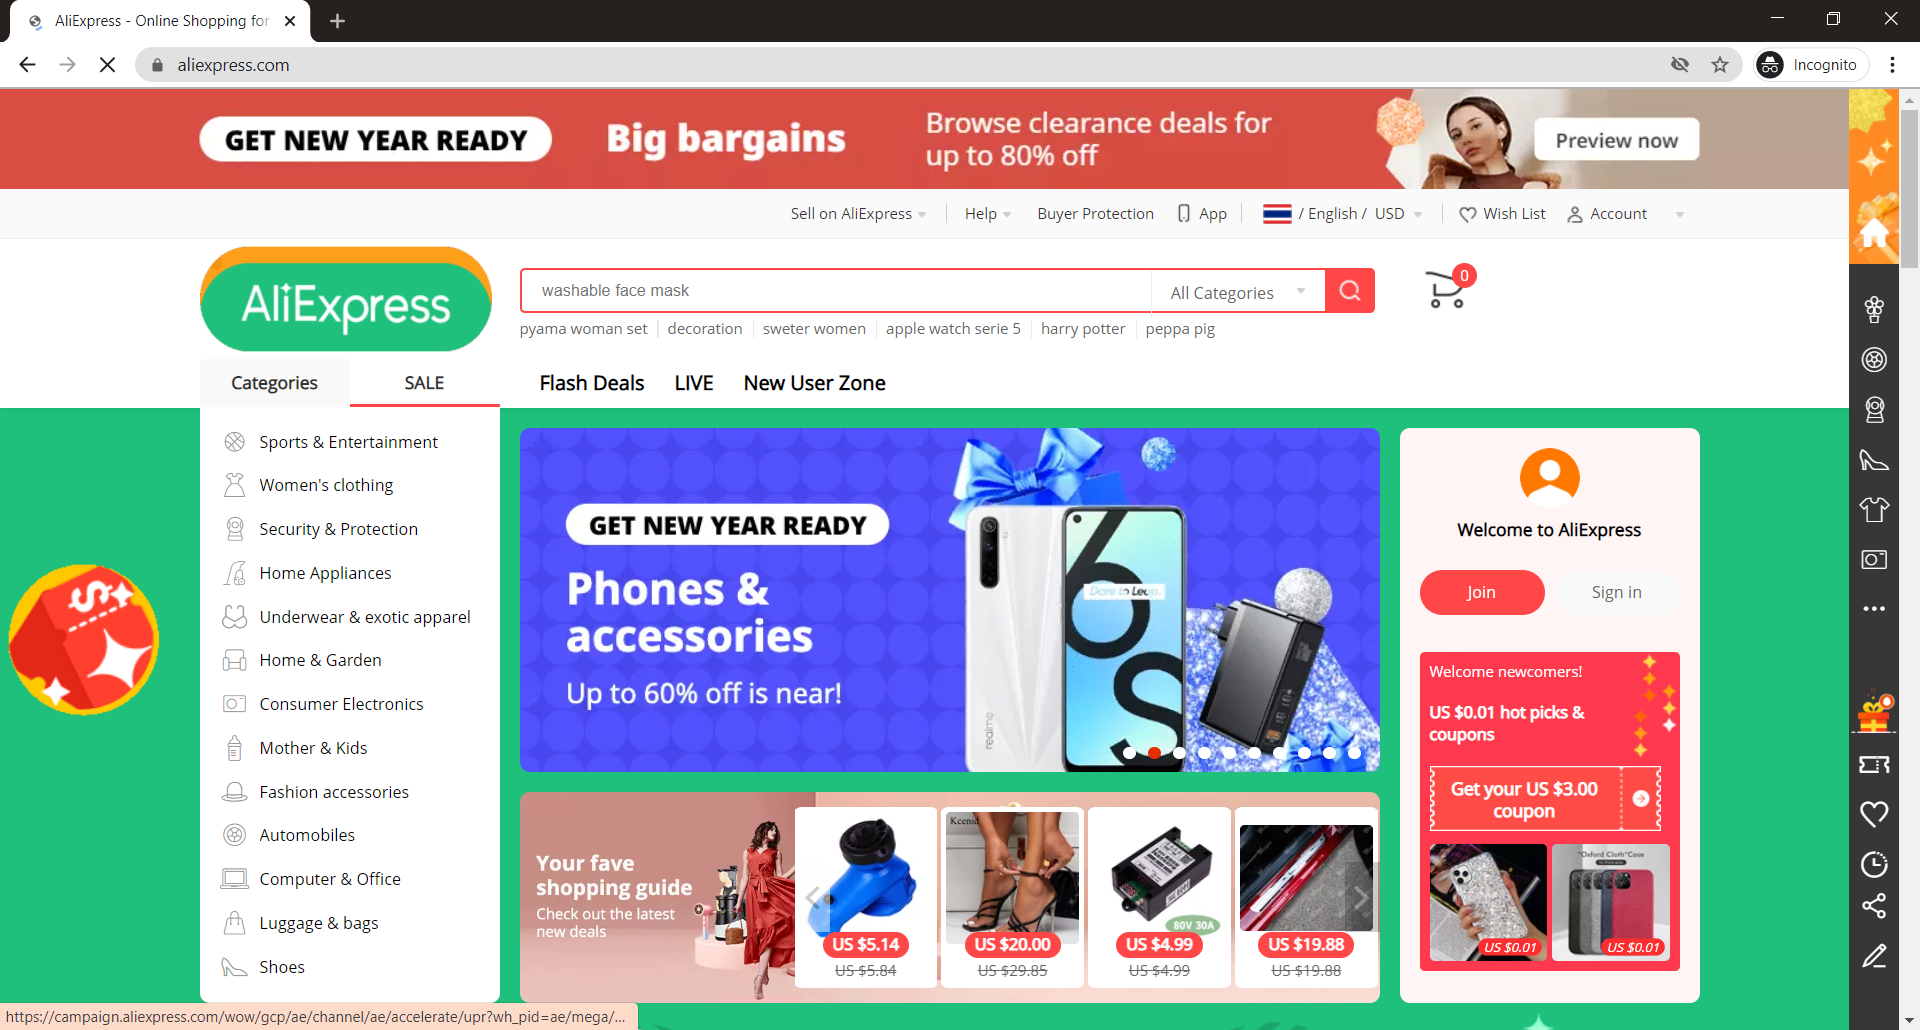 AliExpress - Online Shopping for
aliexpress.com
Incognito
GET NEW YEAR READY
Big bargains
Browse clearance deals for
up to 80% off
Preview now
Sell on AliExpress
Help
Buyer Protection
App
/ English / USD
Wish List
Account
AliExpress
washable face mask
All Categories
0
pyama woman set
decoration
sweter women
apple watch serie 5
harry potter
peppa pig
Categories
SALE
Flash Deals
LIVE
New User Zone
Sports & Entertainment
Women's clothing
Security & Protection
Home Appliances
Underwear & exotic apparel
Home & Garden
Consumer Electronics
Mother & Kids
Fashion accessories
Automobiles
Computer & Office
Luggage & bags
Shoes
GET NEW YEAR READY
Phones &
accessories
Up to 60% off is near!
realme
Dare to Leap.
6S
Welcome to AliExpress
Join
Sign in
Welcome newcomers!
US $0.01 hot picks &
coupons
Get your US $3.00
coupon
"Oxford Cloth"Case
US $0.01
US $0.01
Your fave
shopping guide
Check out the latest
new deals
US $5.14
US $5.84
Kcenid
US $20.00
US $29.85
80V 30A
US $4.99
US $4.99
US $19.88
US $19.88
https://campaign.aliexpress.com/wow/gcp/ae/channel/ae/accelerate/upr?wh_pid=ae/mega/...